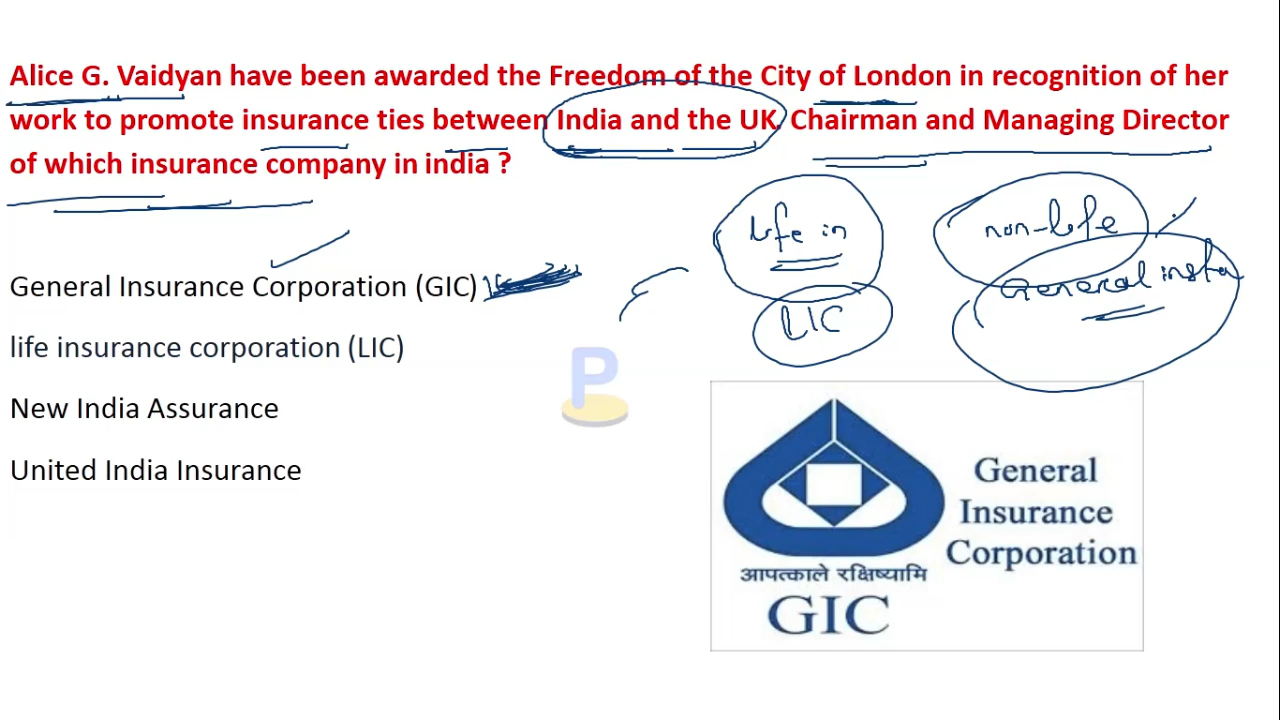 Alice G. Vaidyan have been awarded the Freedom of the City of London in recognition of her
work to promote insurance ties between India and the UK. Chairman and Managing Director
of which insurance company in india ?
Life in
non-life
General Insurance Corporation (GIC)
General insta
life insurance corporation (LIC)
LIC
New India Assurance
United India Insurance
P
General
Insurance
Corporation
आपत्काले रक्षिष्यामि
GIC